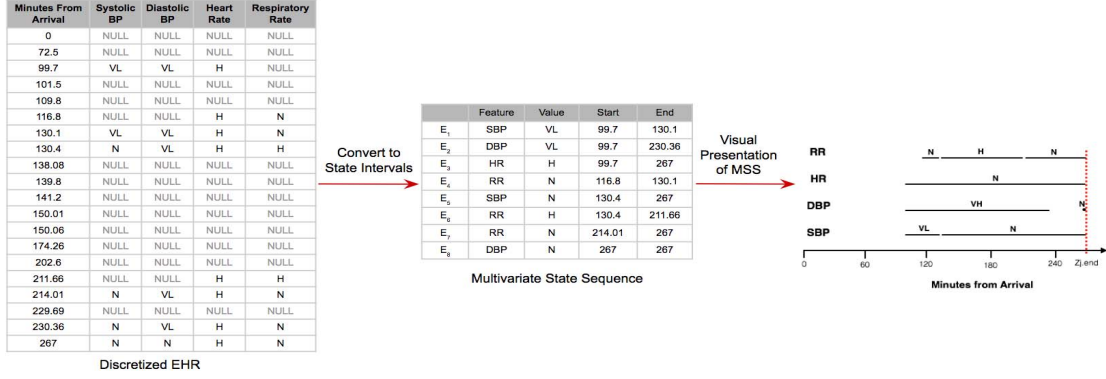 Minutes From Arrival Systolic BP Diastolic BP Heart Rate Respiratory Rate
0 NULL NULL NULL NULL
72.5 NULL NULL NULL NULL
99.7 VL VL H NULL
101.5 NULL NULL NULL NULL
109.8 NULL NULL NULL NULL
116.8 NULL NULL H N
130.1 VL VL H N
130.4 N VL H H
138.08 NULL NULL NULL NULL
139.8 NULL NULL NULL NULL
141.2 NULL NULL NULL NULL
150.01 NULL NULL NULL NULL
150.06 NULL NULL NULL NULL
174.26 NULL NULL NULL NULL
202.6 NULL NULL NULL NULL
211.66 NULL NULL H H
214.01 N VL H N
229.69 NULL NULL NULL NULL
230.36 N VL H N
267 N N H N
Discretized EHR
Convert to
State Intervals
Feature Value Start End
E1 SBP VL 99.7 130.1
E2 DBP VL 99.7 230.36
E3 HR H 99.7 267
E4 RR N 116.8 130.1
E5 SBP N 130.4 267
E6 RR H 130.4 211.66
E7 RR N 214.01 267
E8 DBP N 267 267
Multivariate State Sequence
Visual
Presentation
of MSS
RR N H N
HR N
DBP VH N
SBP VL N
0 60 120 180 240 Zj.end
Minutes from Arrival